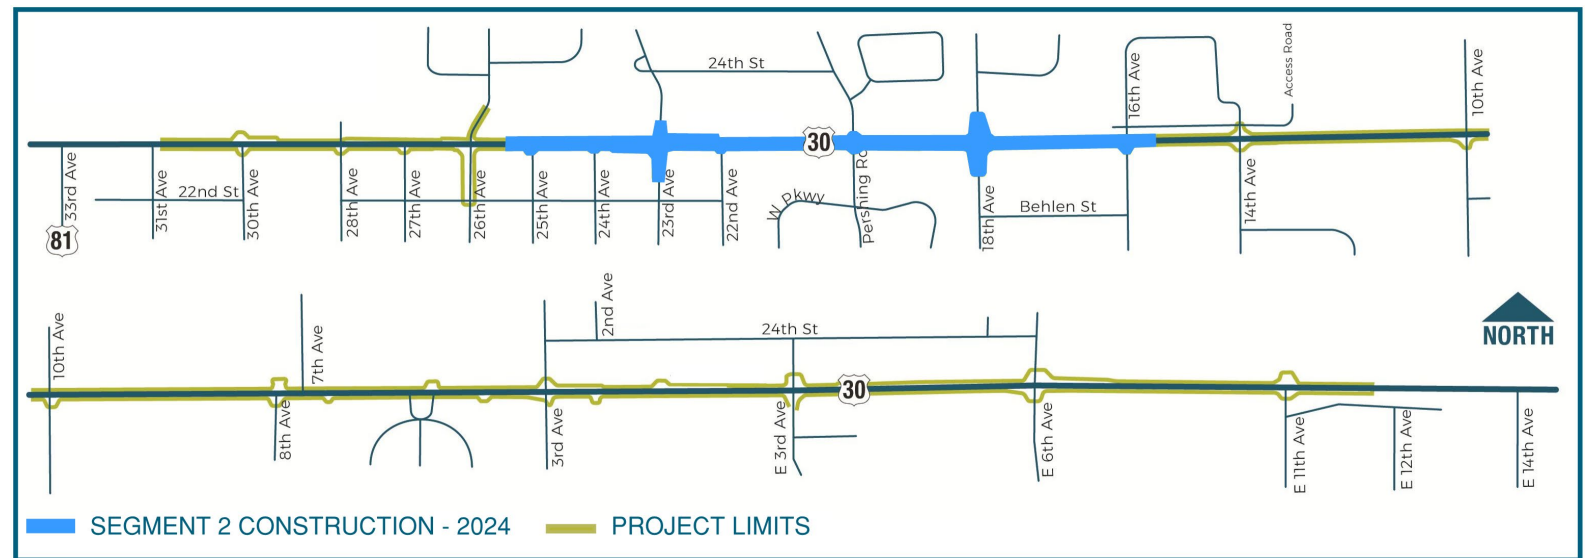 24th St
16th Ave
Access Road
10th Ave
30
33rd Ave
81
31st Ave
22nd St
30th Ave
28th Ave
27th Ave
26th Ave
25th Ave
24th Ave
23rd Ave
22nd Ave
W Pkwy
Pershing Rd
18th Ave
Behlen St
14th Ave
NORTH
10th Ave
8th Ave
7th Ave
3rd Ave
2nd Ave
24th St
E 3rd Ave
30
E 6th Ave
E 11th Ave
E 12th Ave
E 14th Ave
SEGMENT 2 CONSTRUCTION - 2024
PROJECT LIMITS